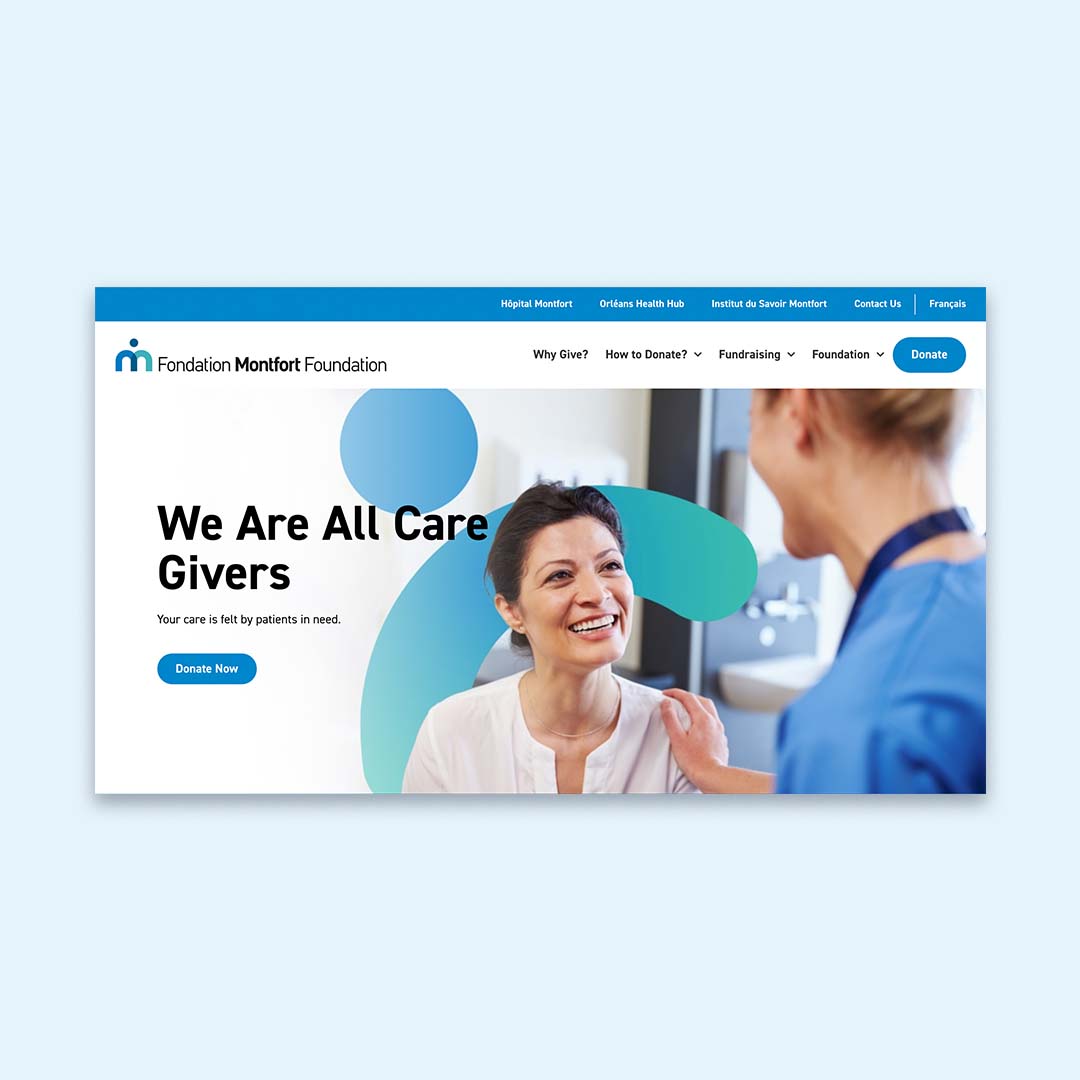 Hôpital Montfort Orléans Health Hub Institut du Savoir Montfort Contact Us Français
Fondation Montfort Foundation
Why Give? How to Donate? Fundraising Foundation Donate
We Are All Care
Givers
Your care is felt by patients in need.
Donate Now